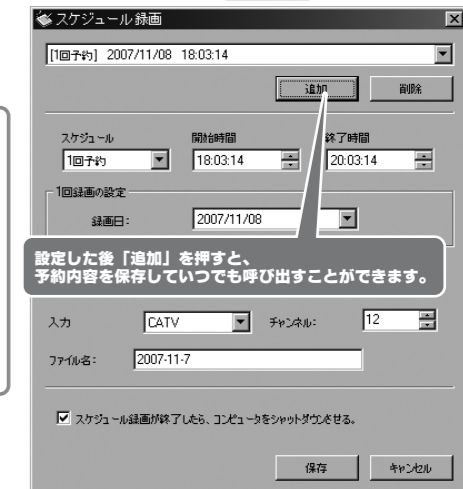 スケジュール録画
[1回予約] 2007/11/08 18:03:14
追加 削除
スケジュール 開始時間 終了時間
1回予約 18:03:14 20:03:14
1回録画の設定
録画日: 2007/11/08
設定した後「追加」を押すと、
予約内容を保存していつでも呼び出すことができます。
入力 CATV チャンネル: 12
ファイル名: 2007-11-7
スケジュール録画が終了したら、コンピュータをシャットダウンさせる。
保存 キャンセル